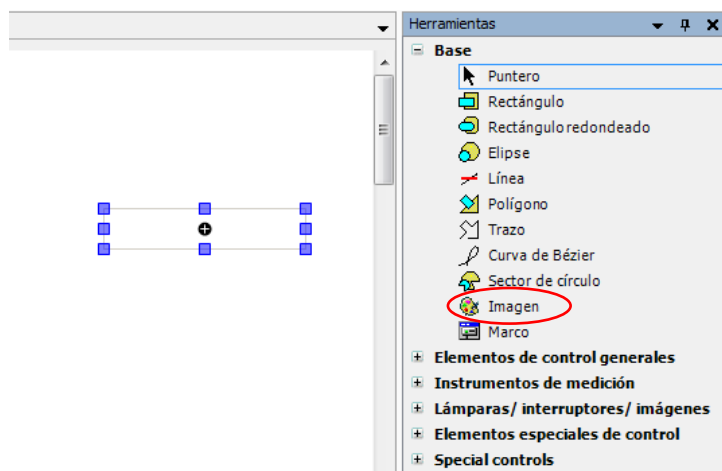 Herramientas
Base
Puntero
Rectángulo
Rectángulo redondeado
Elipse
Línea
Polígono
Trazo
Curva de Bézier
Sector de círculo
Imagen
Marco
Elementos de control generales
Instrumentos de medición
Lámparas/ interruptores/ imágenes
Elementos especiales de control
Special controls